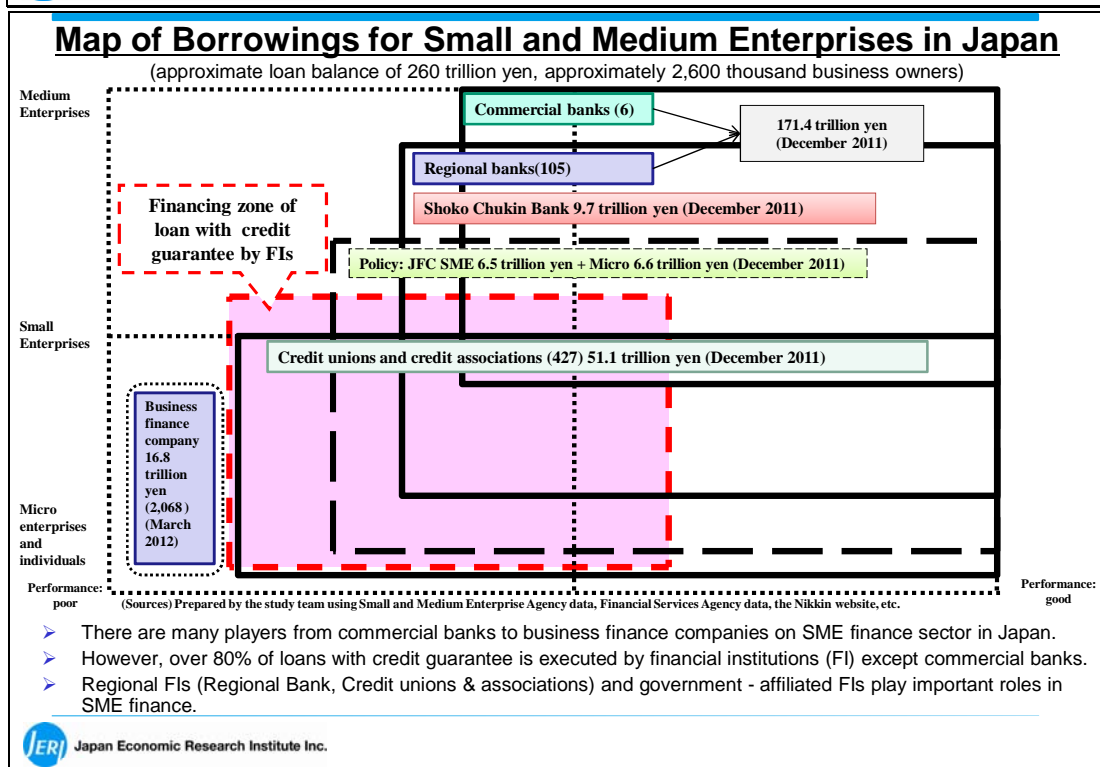 Map of Borrowings for Small and Medium Enterprises in Japan
(approximate loan balance of 260 trillion yen, approximately 2,600 thousand business owners)
Medium
Enterprises
Commercial banks (6)
171.4 trillion yen
(December 2011)
Regional banks(105)
Shoko Chukin Bank 9.7 trillion yen (December 2011)
Financing zone of
loan with credit
guarantee by FIs
Policy: JFC SME 6.5 trillion yen + Micro 6.6 trillion yen (December 2011)
Small
Enterprises
Credit unions and credit associations (427) 51.1 trillion yen (December 2011)
Business
finance
company
16.8
trillion
yen
(2,068)
(March
2012)
Micro
enterprises
and
individuals
Performance:
poor
(Sources) Prepared by the study team using Small and Medium Enterprise Agency data, Financial Services Agency data, the Nikkin website, etc.
Performance:
good
➢ There are many players from commercial banks to business finance companies on SME finance sector in Japan.
➢ However, over 80% of loans with credit guarantee is executed by financial institutions (FI) except commercial banks.
➢ Regional FIs (Regional Bank, Credit unions & associations) and government - affiliated FIs play important roles in
SME finance.
JERI Japan Economic Research Institute Inc.